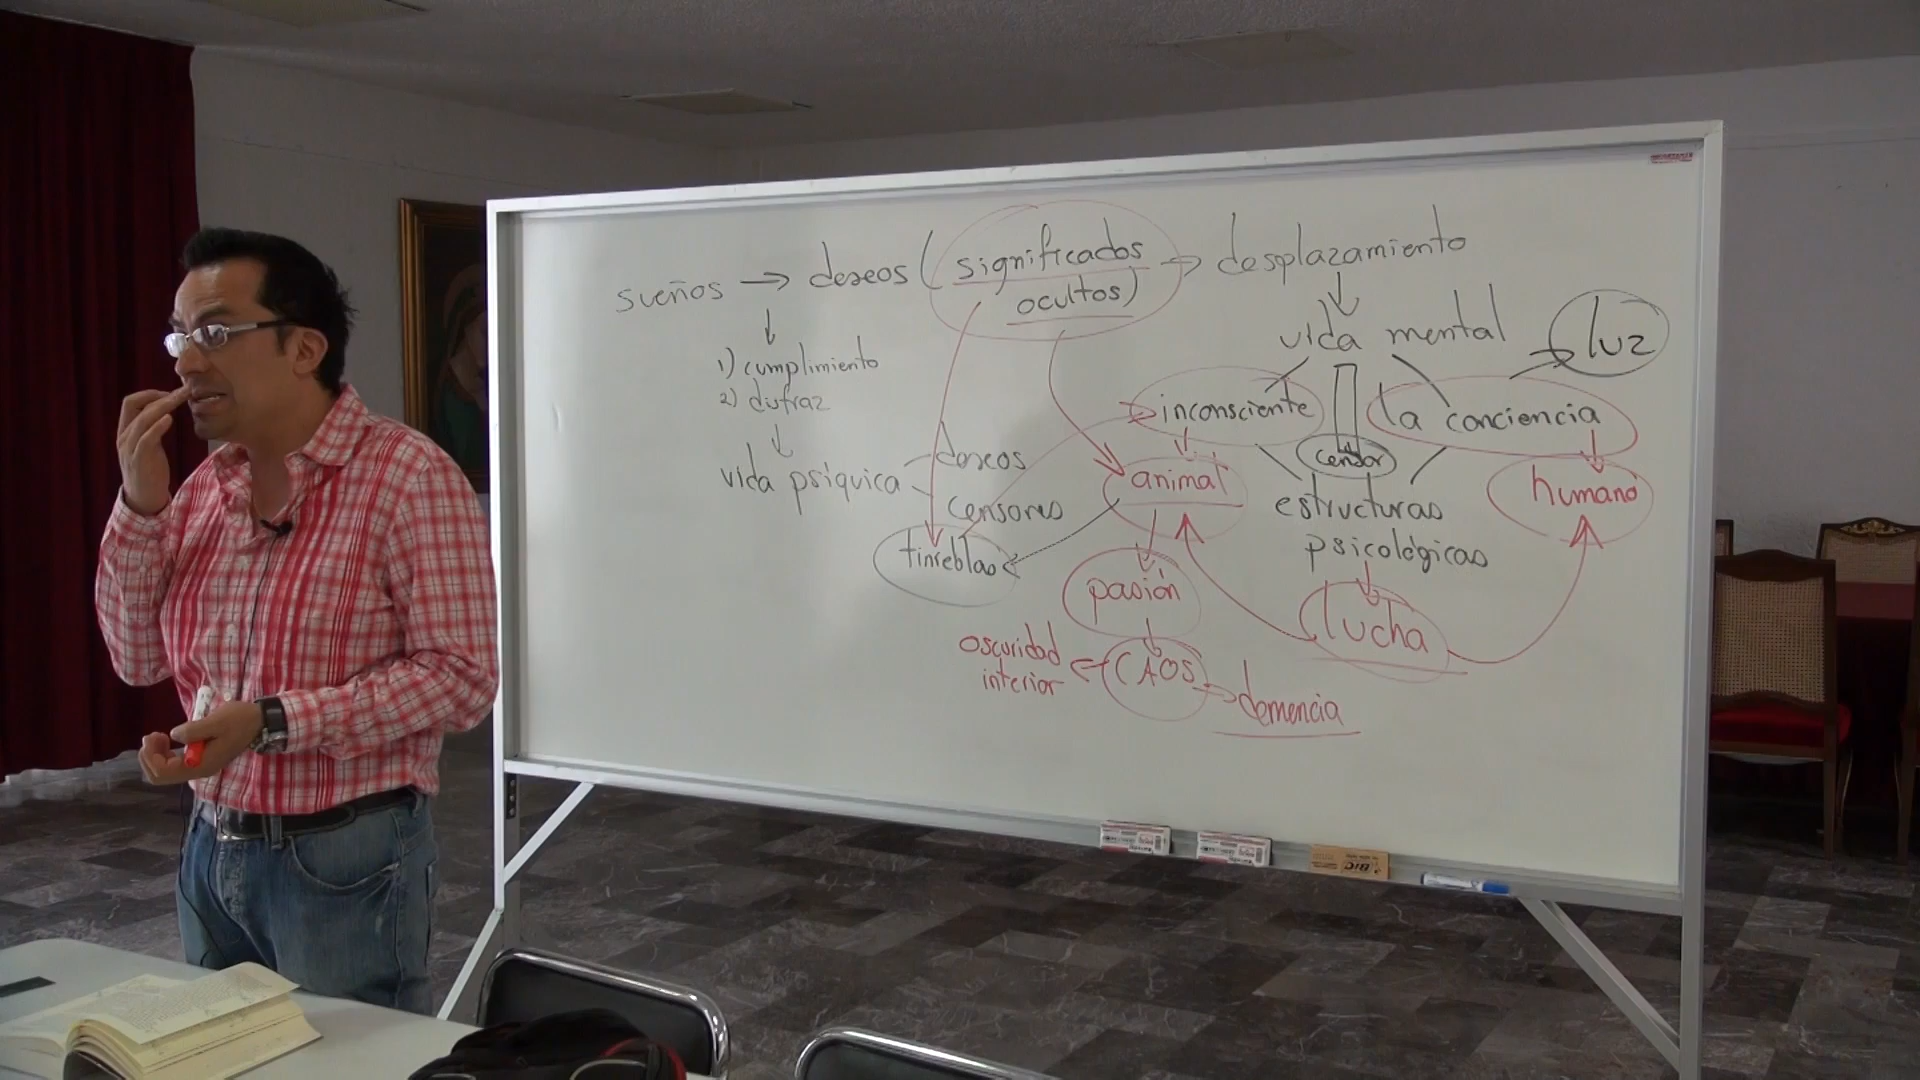 sueños → deseos (significados ocultos) → desplazamiento
1) cumplimiento
2) disfraz
vida psíquica
deseos
censores
tinieblas
vida mental
luz
inconsciente
la conciencia
censor
animal
humano
estructuras
psicológicas
pasión
lucha
CAOS
oscuridad
interior
demencia
BIC